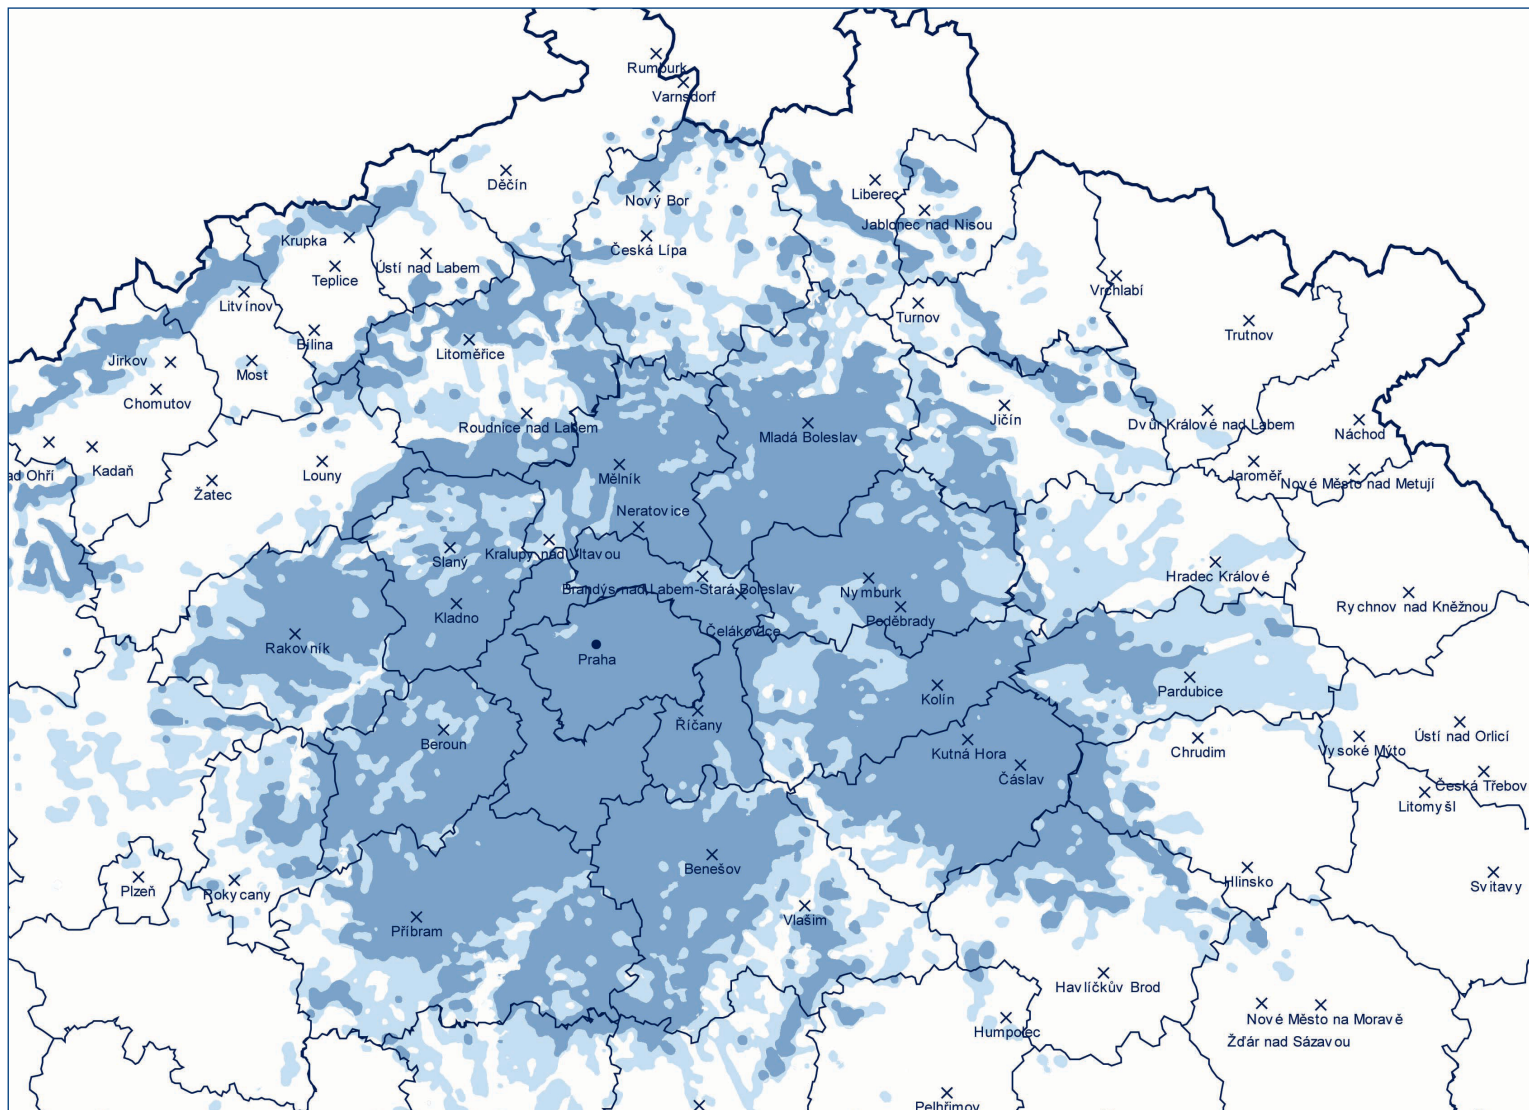 Rumburk
Varnsdorf
Děčín
Liberec
Nový Bor
Jablonec nad Nisou
Krupka
Česká Lípa
Ústí nad Labem
Teplice
Vrchlabí
Litvínov
Turnov
Bílina
Trutnov
Litoměřice
Jirkov
Most
Chomutov
Roudnice nad Labem
Mladá Boleslav
Jičín
Dvůr Králové nad Labem
Náchod
ad Ohří
Kadaň
Louny
Mělník
Jaroměř
Nové Město nad Metují
Žatec
Neratovice
Slaný
Kralupy nad Vltavou
Hradec Králové
Brandýs nad Labem-Stará Boleslav
Nymburk
Rychnov nad Kněžnou
Kladno
Poděbrady
Čelákovice
Rakovník
Praha
Pardubice
Kolín
Říčany
Beroun
Ústí nad Orlicí
Kutná Hora
Chrudim
Vysoké Mýto
Čáslav
Česká Třebov
Litomyšl
Benešov
Hlinsko
Svitavy
Plzeň
Rokycany
Vlašim
Příbram
Havlíčkův Brod
Nové Město na Moravě
Humpolec
Žďár nad Sázavou
Pelhřimov